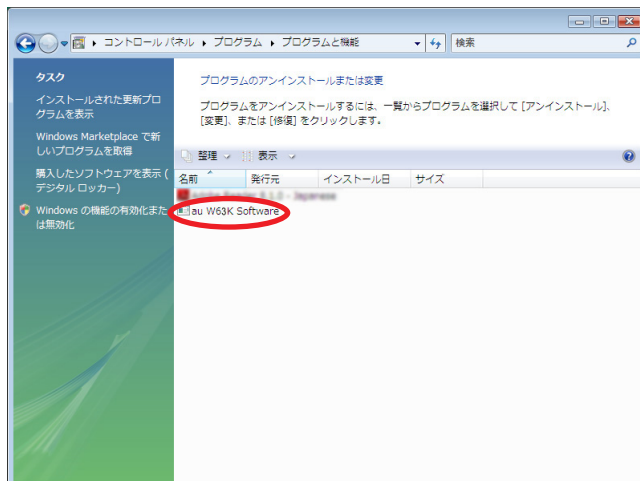 コントロール パネル ▸ プログラム ▸ プログラムと機能
検索
タスク
インストールされた更新プロ
グラムを表示
Windows Marketplace で新
しいプログラムを取得
購入したソフトウェアを表示 (
デジタル ロッカー)
Windows の機能の有効化また
は無効化
プログラムのアンインストールまたは変更
プログラムをアンインストールするには、一覧からプログラムを選択して [アンインストール]、
[変更]、または [修復] をクリックします。
整理 表示
名前 発行元 インストール日 サイズ
Adobe Reader 8.1.0 - Japanese
au W63K Software